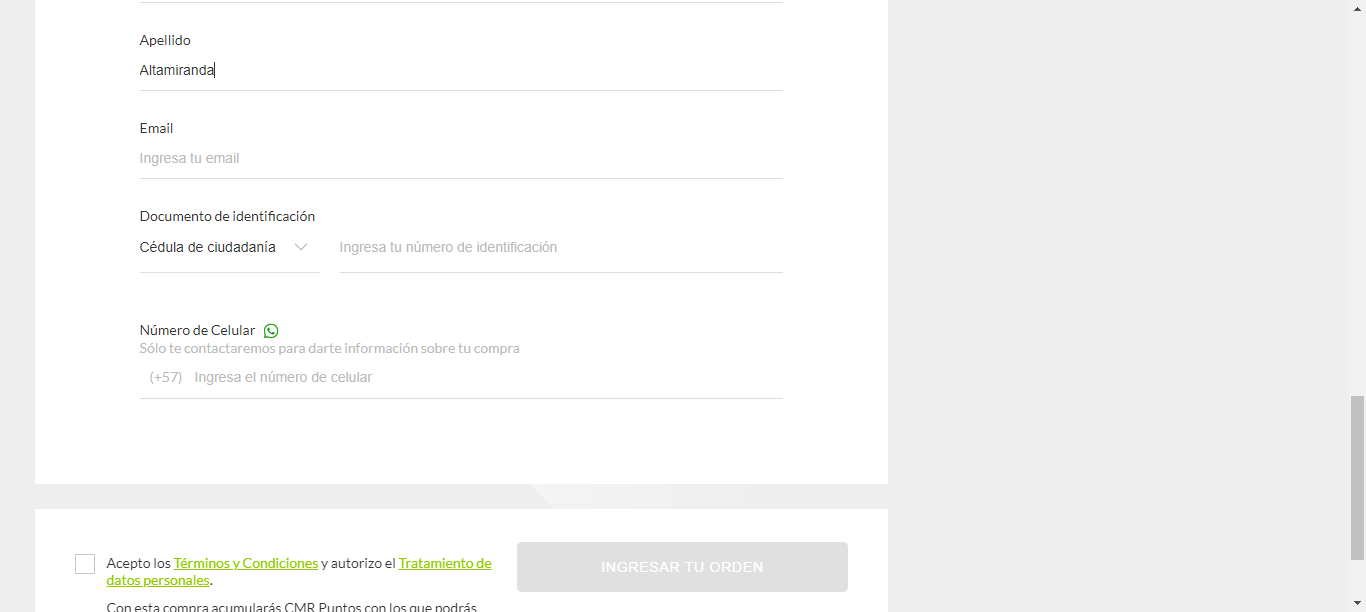 Apellido
Altamiranda
Email
Ingresa tu email
Documento de identificación
Cédula de ciudadanía Ingresa tu número de identificación
Número de Celular
Sólo te contactaremos para darte información sobre tu compra
(+57) Ingresa el número de celular
Acepto los Términos y Condiciones y autorizo el Tratamiento de
datos personales.
INGRESAR TU ORDEN
Con esta compra acumularás CMR Puntos con los que podrás